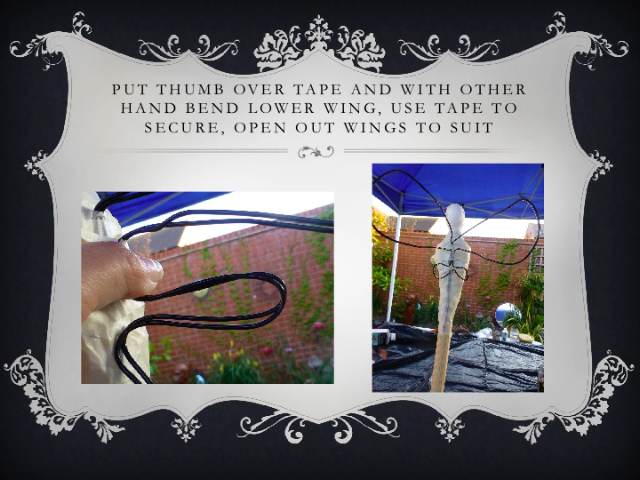 PUT THUMB OVER TAPE AND WITH OTHER
HAND BEND LOWER WING, USE TAPE TO
SECURE, OPEN OUT WINGS TO SUIT